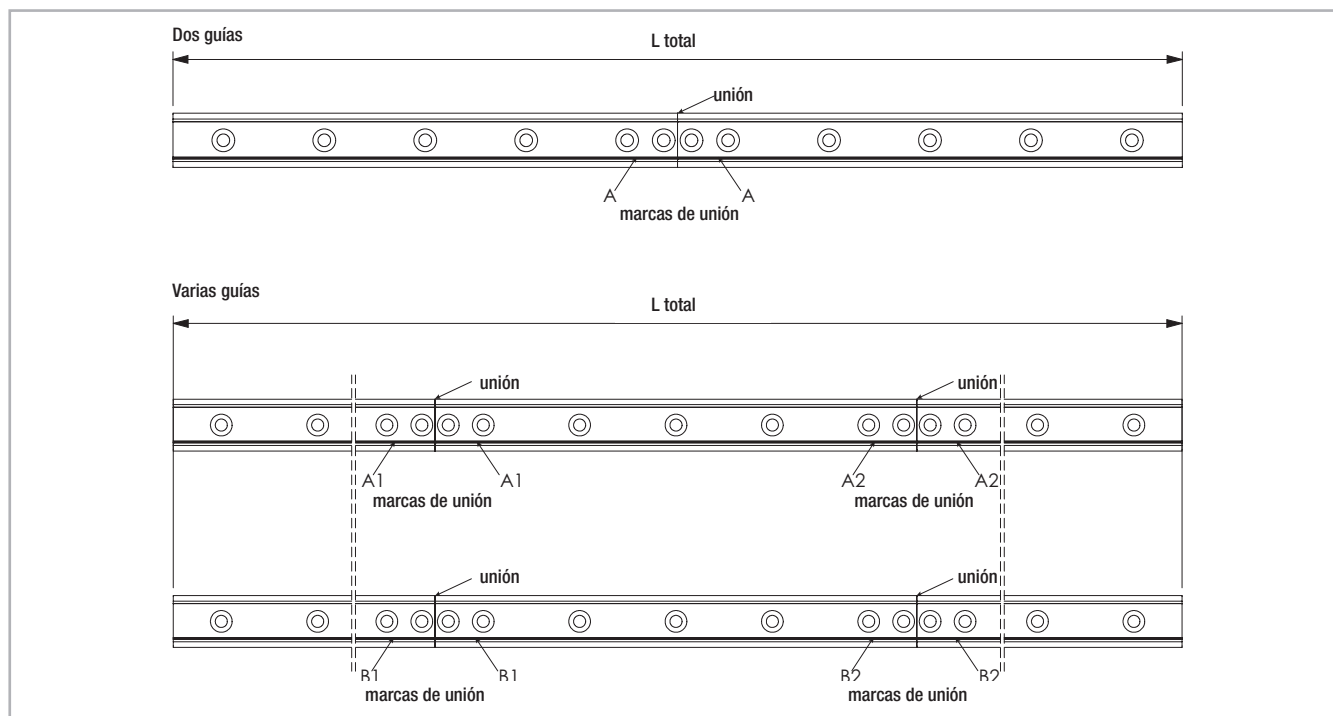 Dos guías
L total
unión
A A
marcas de unión
Varias guías
L total
unión unión
A1 A1 A2 A2
marcas de unión marcas de unión
unión unión
B1 B1 B2 B2
marcas de unión marcas de unión